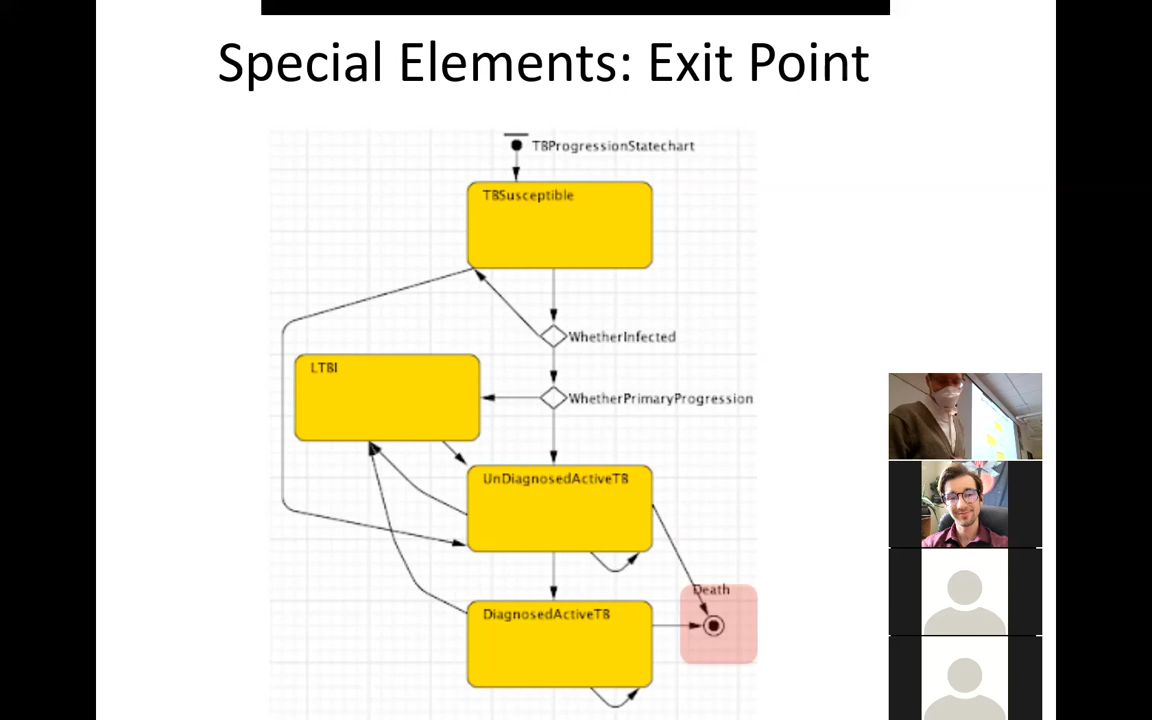 Special Elements: Exit Point
TBProgressionStatechart
TBSusceptible
WhetherInfected
LTBI
WhetherPrimaryProgression
UnDiagnosedActiveTB
Death
DiagnosedActiveTB